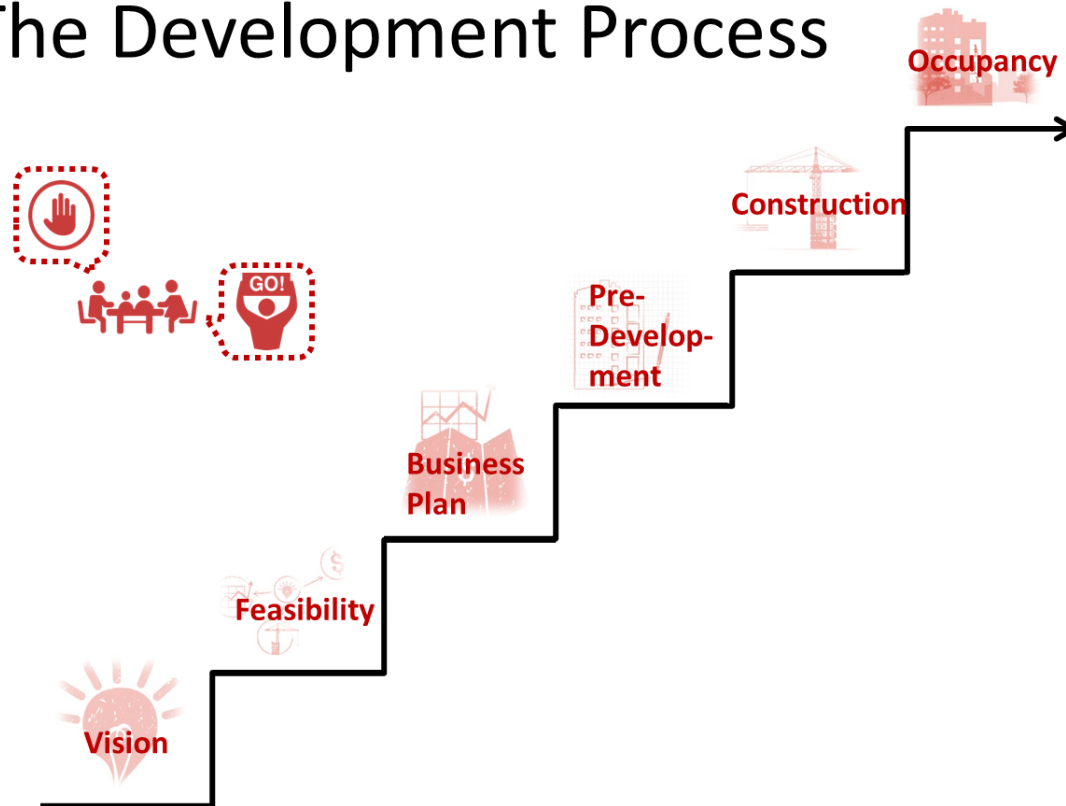 The Development Process
Occupancy
Construction
GO!
Pre-
Develop-
ment
Business
Plan
Feasibility
Vision